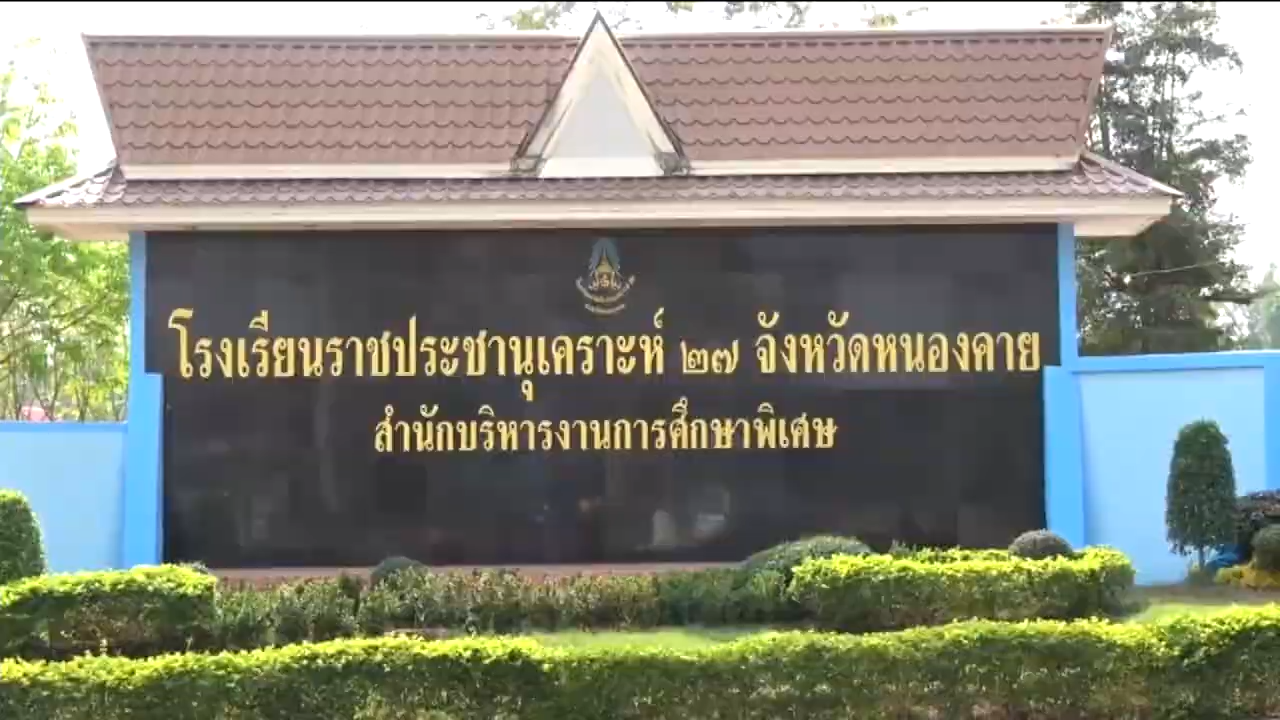 โรงเรียนราชประชานุเคราะห์ ๒๗ จังหวัดหนองคาย
สำนักบริหารงานการศึกษาพิเศษ